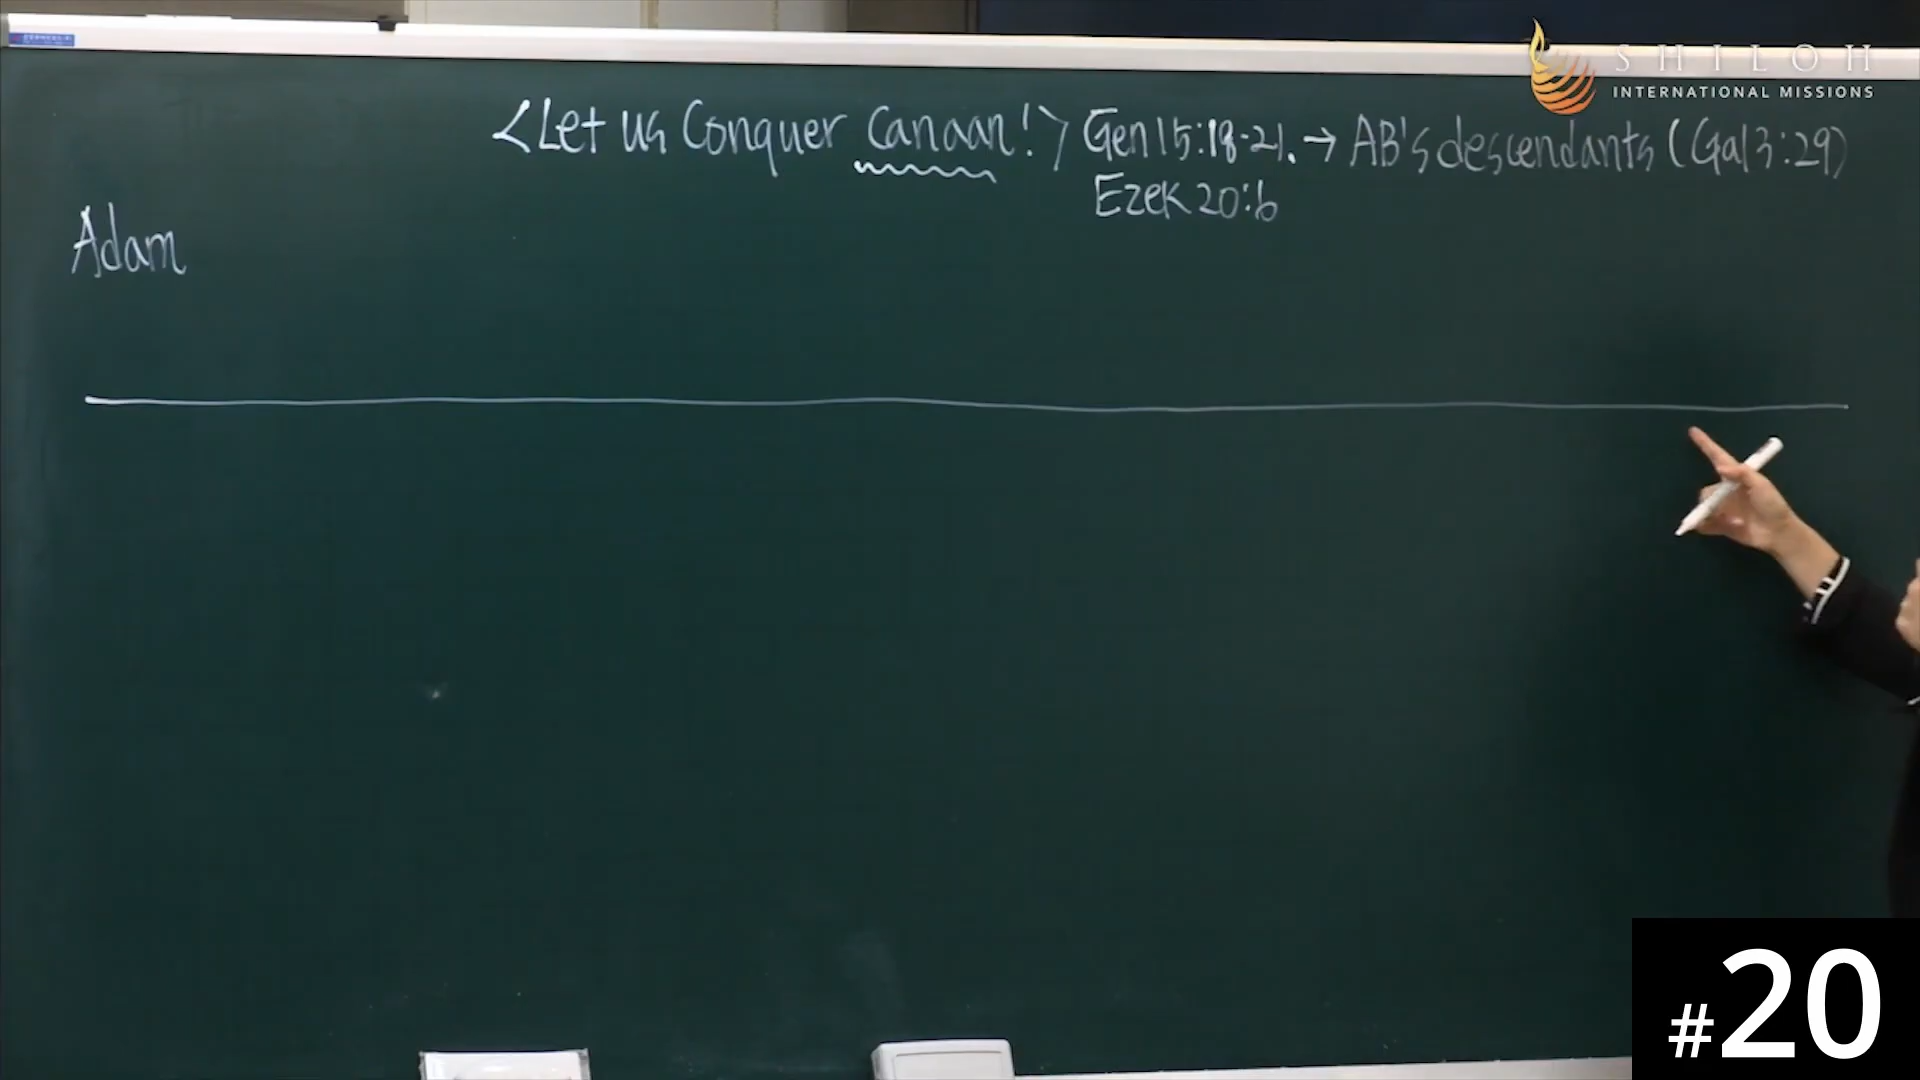 SHILOH
INTERNATIONAL MISSIONS
<Let us Conquer Canaan!> Gen 15:18-21. → AB's descendants (Gal 3:29)
Ezek 20:6
Adam
#20